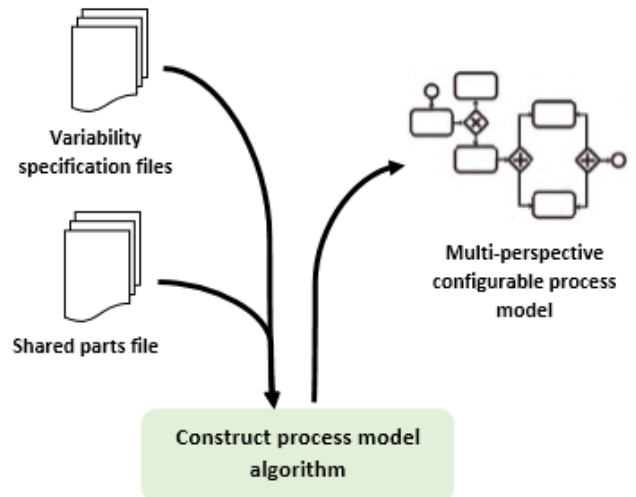 Variability
specification files
Shared parts file
Multi-perspective
configurable process
model
Construct process model
algorithm